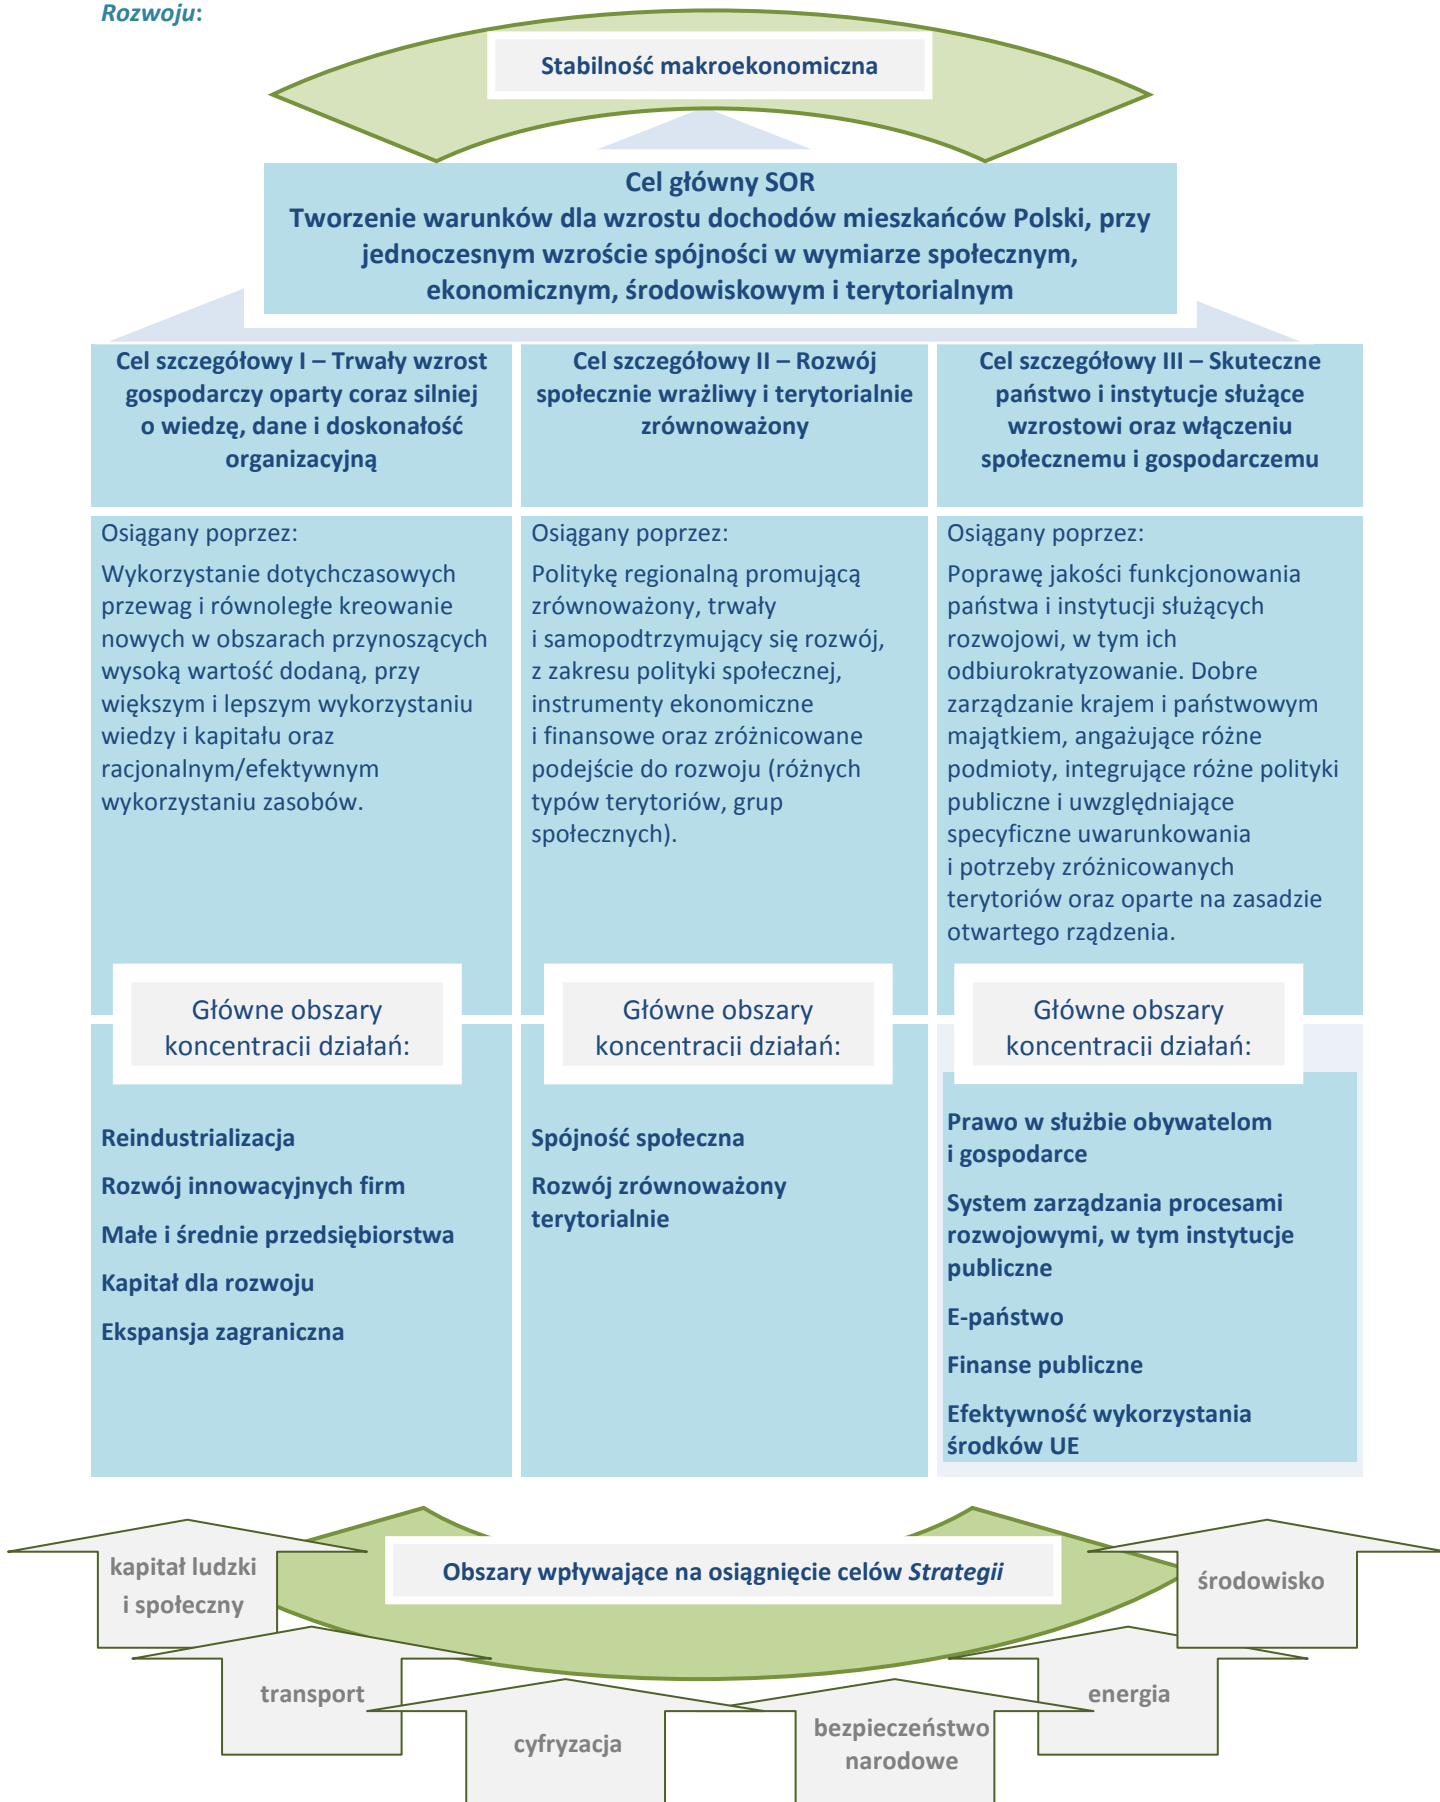 Rozwoju:
Stabilność makroekonomiczna
Cel główny SOR
Tworzenie warunków dla wzrostu dochodów mieszkańców Polski, przy
jednoczesnym wzroście spójności w wymiarze społecznym,
ekonomicznym, środowiskowym i terytorialnym
Cel szczegółowy I – Trwały wzrost
gospodarczy oparty coraz silniej
o wiedzę, dane i doskonałość
organizacyjną
Cel szczegółowy II – Rozwój
społecznie wrażliwy i terytorialnie
zrównoważony
Cel szczegółowy III – Skuteczne
państwo i instytucje służące
wzrostowi oraz włączeniu
społecznemu i gospodarczemu
Osiągany poprzez:
Wykorzystanie dotychczasowych
przewag i równoległe kreowanie
nowych w obszarach przynoszących
wysoką wartość dodaną, przy
większym i lepszym wykorzystaniu
wiedzy i kapitału oraz
racjonalnym/efektywnym
wykorzystaniu zasobów.
Osiągany poprzez:
Politykę regionalną promującą
zrównoważony, trwały
i samopodtrzymujący się rozwój,
z zakresu polityki społecznej,
instrumenty ekonomiczne
i finansowe oraz zróżnicowane
podejście do rozwoju (różnych
typów terytoriów, grup
społecznych).
Osiągany poprzez:
Poprawę jakości funkcjonowania
państwa i instytucji służących
rozwojowi, w tym ich
odbiurokratyzowanie. Dobre
zarządzanie krajem i państwowym
majątkiem, angażujące różne
podmioty, integrujące różne polityki
publiczne i uwzględniające
specyficzne uwarunkowania
i potrzeby zróżnicowanych
terytoriów oraz oparte na zasadzie
otwartego rządzenia.
Główne obszary
koncentracji działań:
Główne obszary
koncentracji działań:
Główne obszary
koncentracji działań:
Reindustrializacja
Rozwój innowacyjnych firm
Małe i średnie przedsiębiorstwa
Kapitał dla rozwoju
Ekspansja zagraniczna
Spójność społeczna
Rozwój zrównoważony
terytorialnie
Prawo w służbie obywatelom
i gospodarce
System zarządzania procesami
rozwojowymi, w tym instytucje
publiczne
E-państwo
Finanse publiczne
Efektywność wykorzystania
środków UE
Obszary wpływające na osiągnięcie celów Strategii
kapitał ludzki
i społeczny
środowisko
transport
energia
cyfryzacja
bezpieczeństwo
narodowe